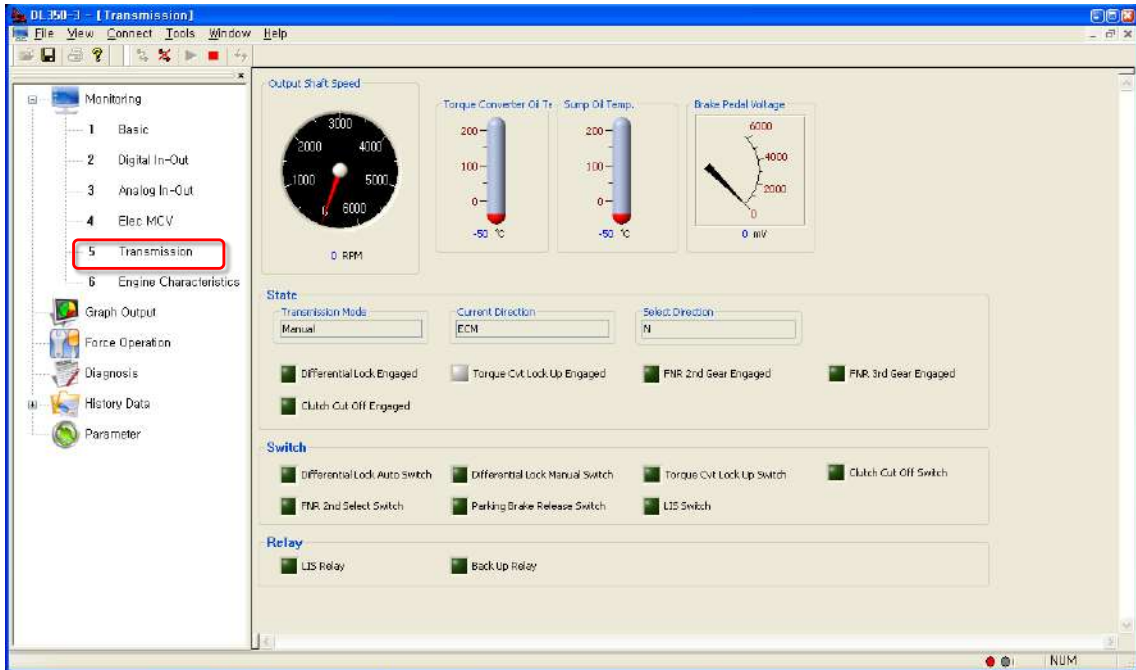 DL350-3 - [Transmission]
File View Connect Tools Window Help
Monitoring
1 Basic
2 Digital In-Out
3 Analog In-Out
4 Elec MCV
5 Transmission
6 Engine Characteristics
Graph Output
Force Operation
Diagnosis
History Data
Parameter
Output Shaft Speed
3000
2000 4000
1000 5000
0 6000
0 RPM
Torque Converter Oil Te
200
100
0
-50 °C
Sump Oil Temp.
200
100
0
-50 °C
Brake Pedal Voltage
6000
4000
2000
0
0 mV
State
Transmission Mode Current Direction Select Direction
Manual ECM N
Differential Lock Engaged Torque Cvt Lock Up Engaged FNR 2nd Gear Engaged FNR 3rd Gear Engaged
Clutch Cut Off Engaged
Switch
Differential Lock Auto Switch Differential Lock Manual Switch Torque Cvt Lock Up Switch Clutch Cut Off Switch
FNR 2nd Select Switch Parking Brake Release Switch LIS Switch
Relay
LIS Relay Back Up Relay
NUM